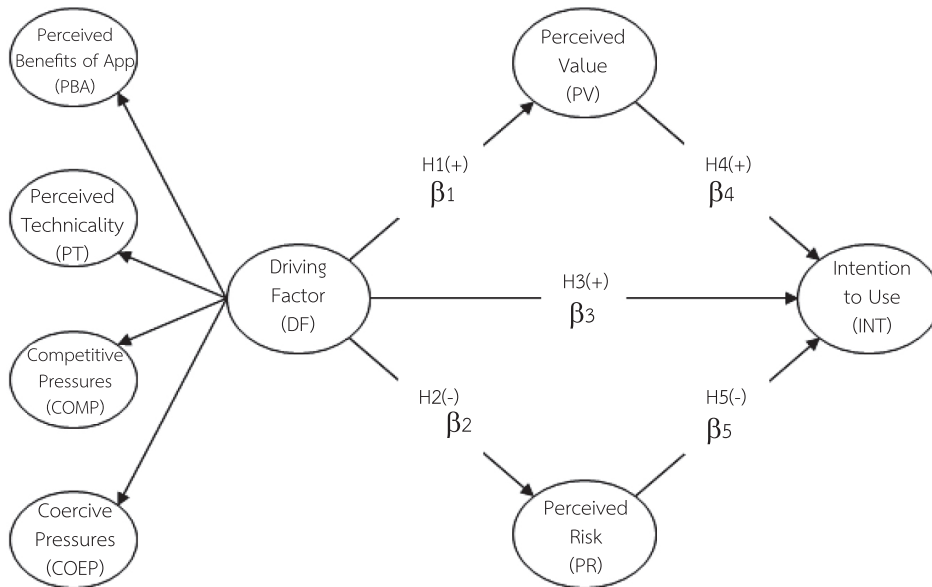 Perceived
Benefits of App
(PBA)
Perceived
Technicality
(PT)
Competitive
Pressures
(COMP)
Coercive
Pressures
(COEP)
Driving
Factor
(DF)
H1(+)
β1
H3(+)
β3
H2(-)
β2
Perceived
Value
(PV)
Perceived
Risk
(PR)
H4(+)
β4
H5(-)
β5
Intention
to Use
(INT)